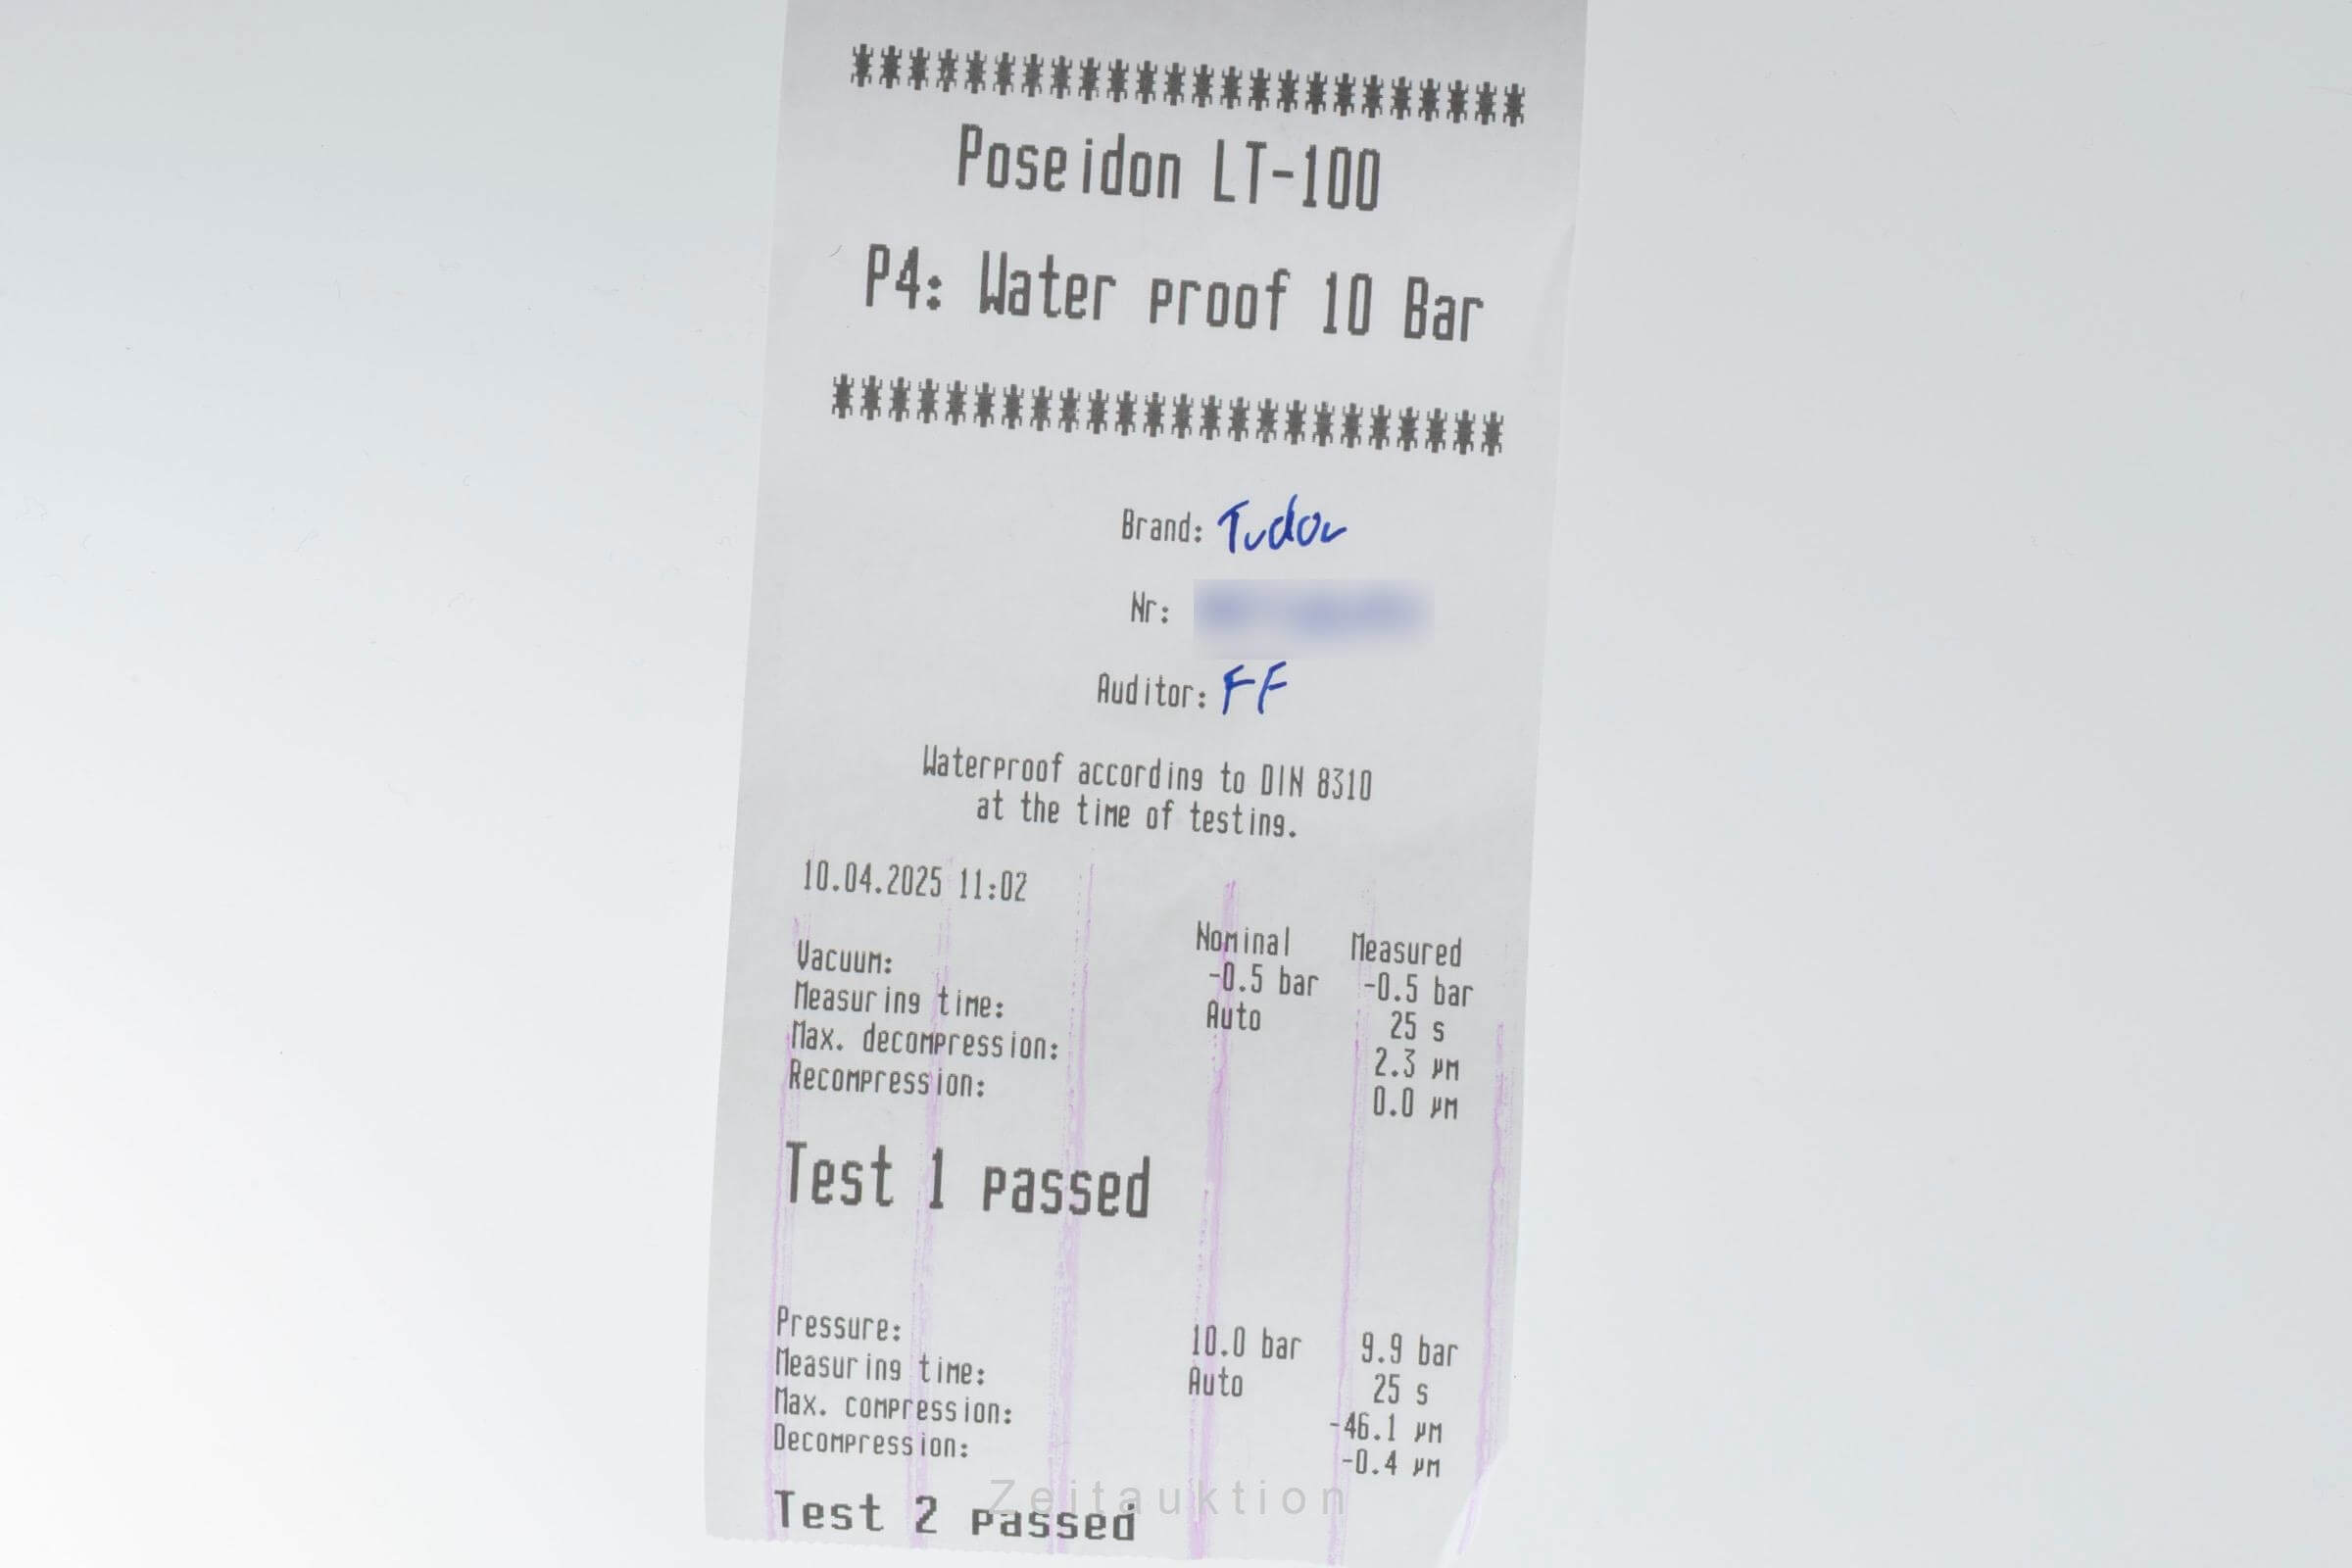 ************************
Poseidon LT-100
P4: Water proof 10 Bar
************************
Brand: Tudor
Nr:
Auditor: FF
Waterproof according to DIN 8310
at the time of testing.
10.04.2025 11:02
Nominal Measured
Vacuum: -0.5 bar -0.5 bar
Measuring time: Auto 25 s
Max. decompression: 2.3 µm
Recompression: 0.0 µm
Test 1 passed
Pressure: 10.0 bar 9.9 bar
Measuring time: Auto 25 s
Max. compression: -46.1 µm
Decompression: -0.4 µm
Test 2 passed
Zeitauktion